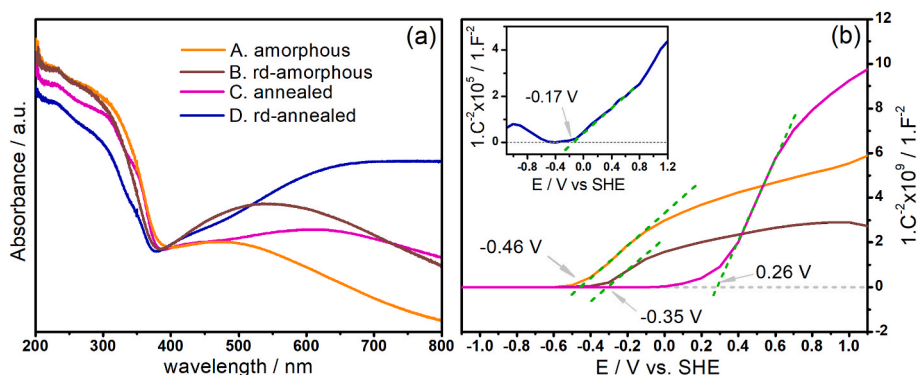 (a)
A. amorphous
B. rd-amorphous
C. annealed
D. rd-annealed
Absorbance / a.u.
200 300 400 500 600 700 800
wavelength / nm
(b)
1.C⁻²x10⁵ / 1.F⁻²
4
2
0
-0.17 V
-0.8 -0.4 0.0 0.4 0.8 1.2
E / V vs SHE
-0.46 V
-0.35 V
0.26 V
12
10
8
6
4
2
0
-2
1.C⁻²x10⁹ / 1.F⁻²
-1.0 -0.8 -0.6 -0.4 -0.2 0.0 0.2 0.4 0.6 0.8 1.0
E / V vs. SHE